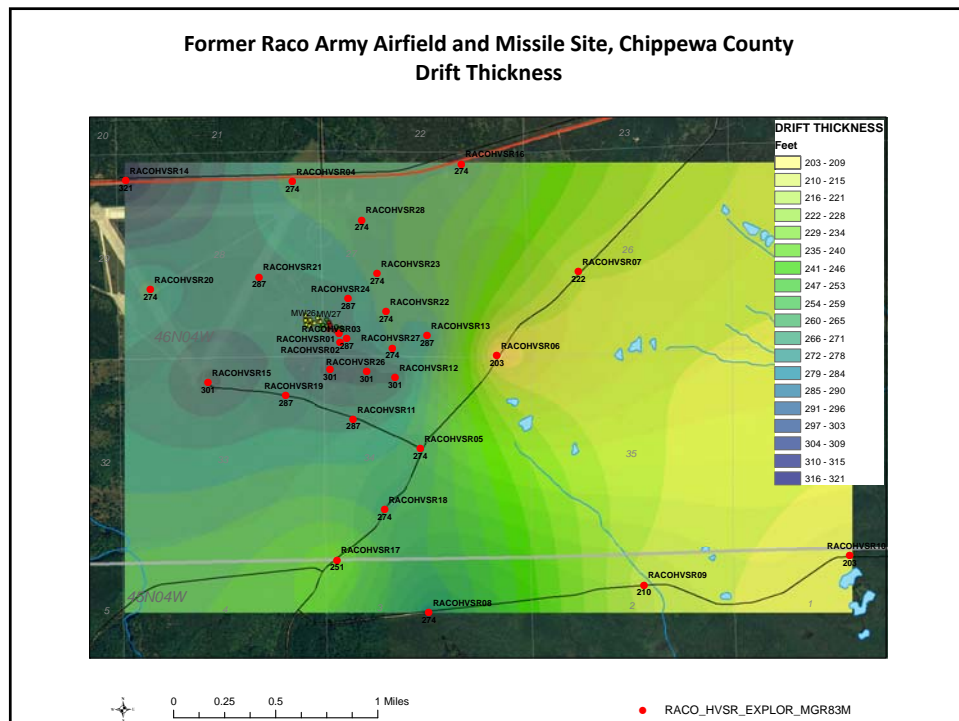 Former Raco Army Airfield and Missile Site, Chippewa County
Drift Thickness
20
21
22
23
DRIFT THICKNESS
Feet
203 - 209
210 - 215
216 - 221
222 - 228
229 - 234
235 - 240
241 - 246
247 - 253
254 - 259
260 - 265
266 - 271
272 - 278
279 - 284
285 - 290
291 - 296
297 - 303
304 - 309
310 - 315
316 - 321
RACOHVSR14
321
RACOHVSR04
274
RACOHVSR16
274
RACOHVSR28
274
26
RACOHVSR07
222
RACOHVSR20
274
RACOHVSR21
287
RACOHVSR23
274
RACOHVSR24
287
RACOHVSR22
274
MW26 MW27
RACOHVSR03
RACOHVSR01
287
RACOHVSR02
RACOHVSR27
274
RACOHVSR13
287
46N04W
RACOHVSR06
203
RACOHVSR26
301
301
RACOHVSR12
301
RACOHVSR15
301
RACOHVSR19
287
RACOHVSR11
287
RACOHVSR05
274
32
35
RACOHVSR18
274
RACOHVSR17
251
RACOHVSR10
203
RACOHVSR09
210
RACOHVSR08
274
45N04W
5
2
1
0 0.25 0.5 1 Miles
RACO_HVSR_EXPLOR_MGR83M